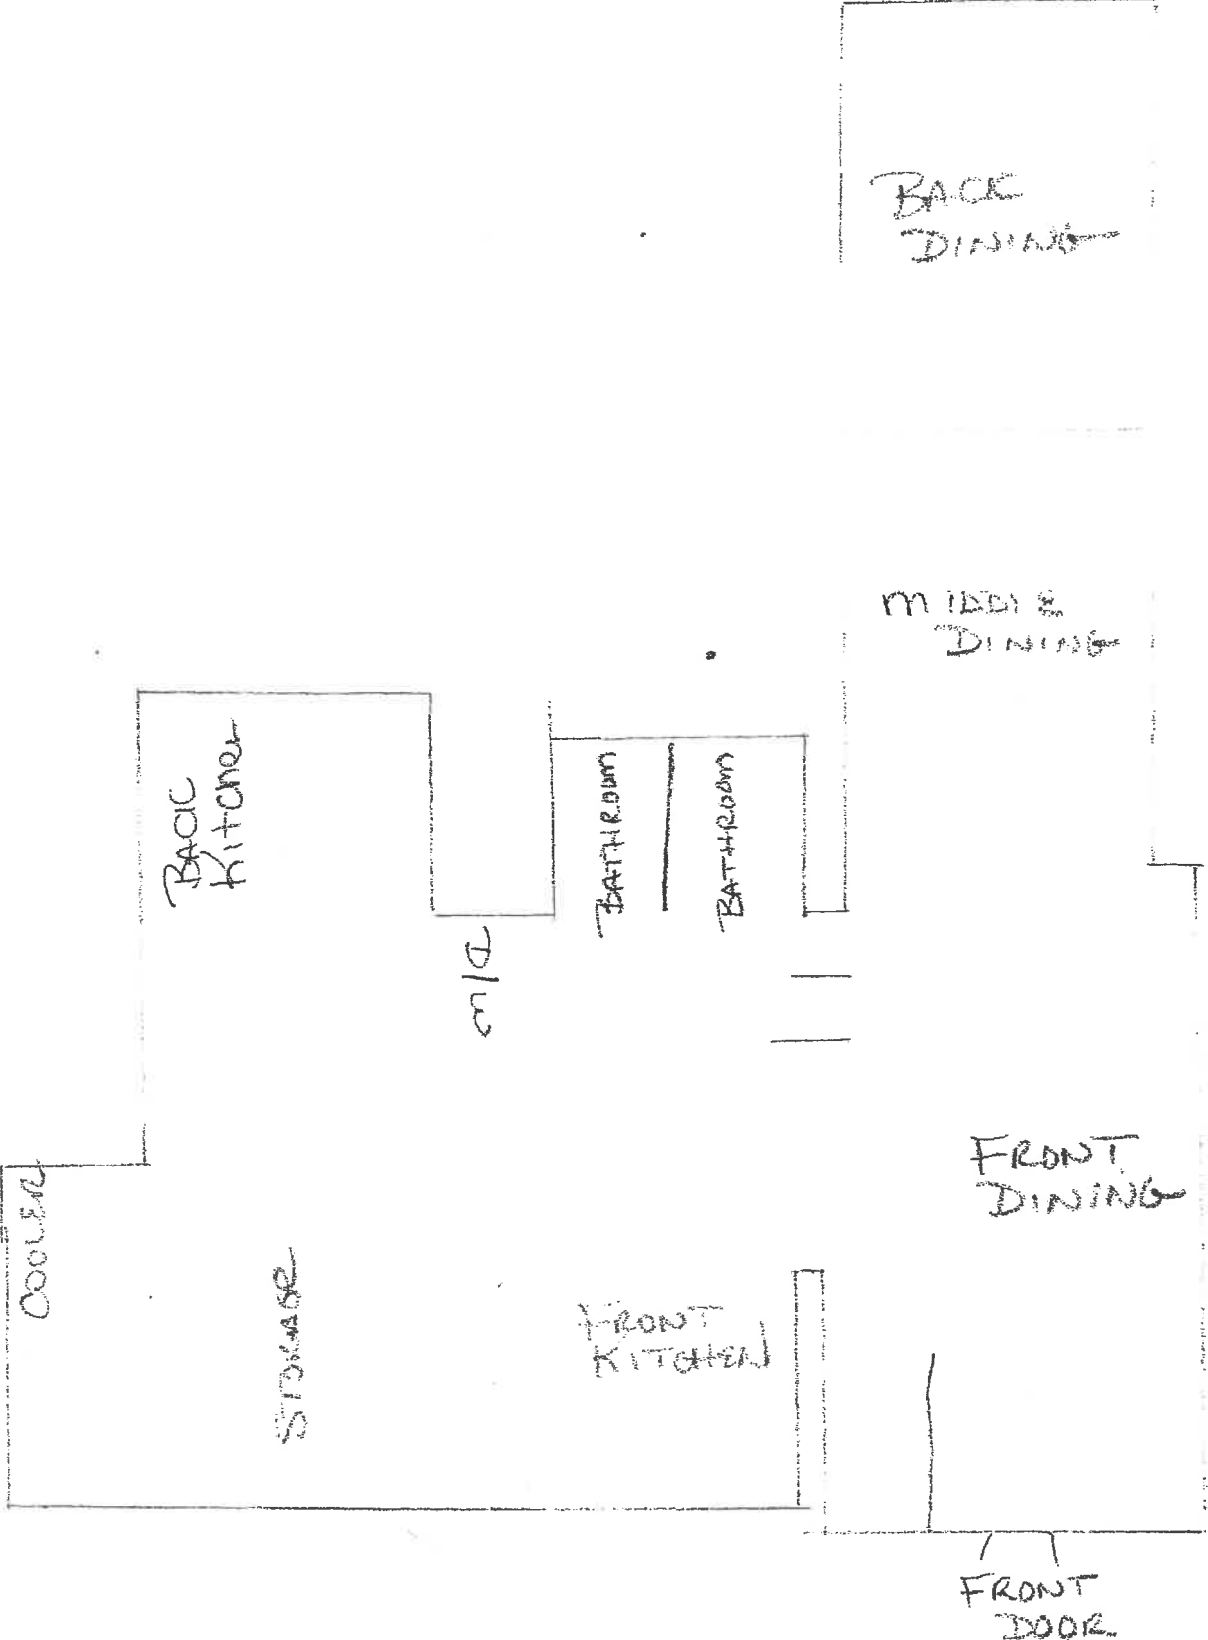 BACK
DINING
MIDDLE
DINING
BACK
Kitchen
BATHROOM
BATHROOM
FRONT
DINING
COOLER
STORAGE
FRONT
KITCHEN
FRONT
DOOR